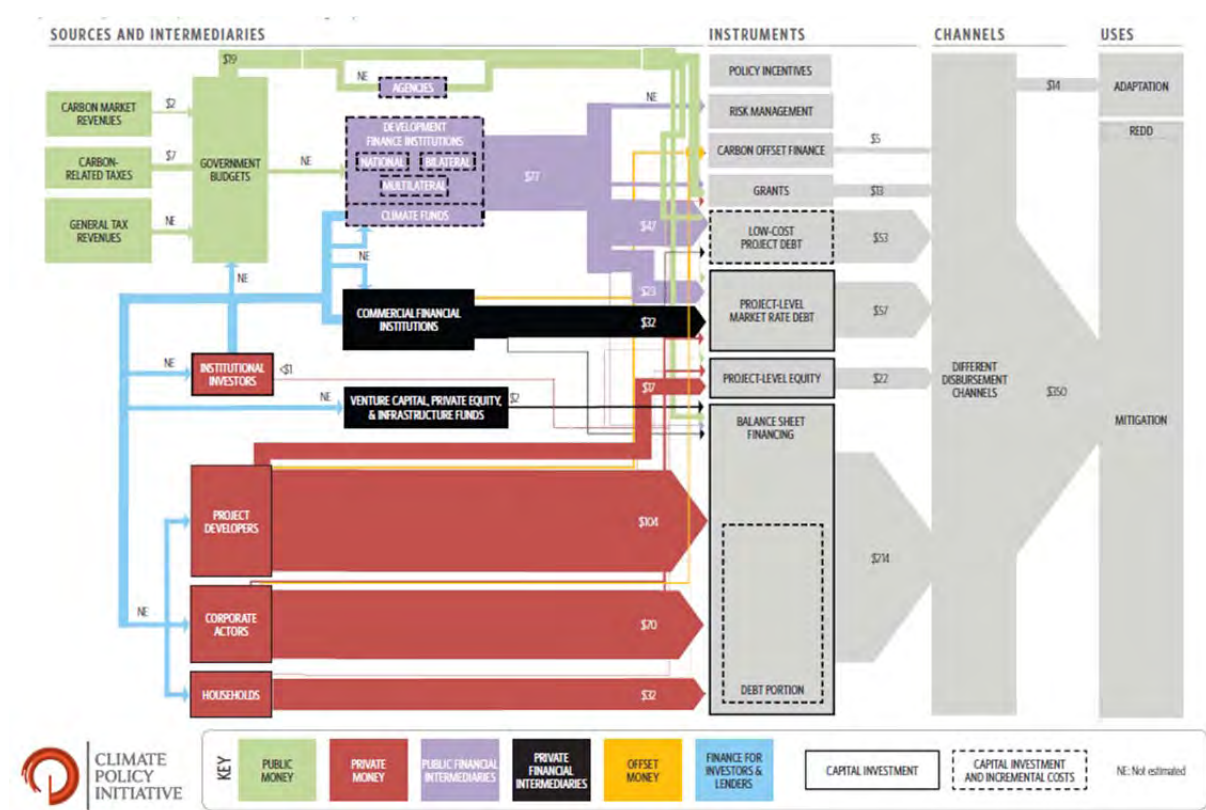 SOURCES AND INTERMEDIARIES
INSTRUMENTS
CHANNELS
USES
$19
NE
AGENCIES
POLICY INCENTIVES
$14
ADAPTATION
CARBON MARKET
REVENUES
$2
DEVELOPMENT
FINANCE INSTITUTIONS
NATIONAL
BILATERAL
MULTILATERAL
CLIMATE FUNDS
NE
RISK MANAGEMENT
REDD
CARBON-
RELATED TAXES
$7
GOVERNMENT
BUDGETS
NE
$77
CARBON OFFSET FINANCE
$5
GRANTS
$13
GENERAL TAX
REVENUES
NE
$47
LOW-COST
PROJECT DEBT
$53
NE
NE
$23
COMMERCIAL FINANCIAL
INSTITUTIONS
$32
PROJECT-LEVEL
MARKET RATE DEBT
$57
NE
INSTITUTIONAL
INVESTORS
<$1
$17
PROJECT-LEVEL EQUITY
$22
DIFFERENT
DISBURSEMENT
CHANNELS
$350
NE
VENTURE CAPITAL, PRIVATE EQUITY,
& INFRASTRUCTURE FUNDS
$2
BALANCE SHEET
FINANCING
MITIGATION
PROJECT
DEVELOPERS
$104
$214
NE
CORPORATE
ACTORS
$70
HOUSEHOLDS
$32
DEBT PORTION
CLIMATE
POLICY
INITIATIVE
KEY
PUBLIC
MONEY
PRIVATE
MONEY
PUBLIC FINANCIAL
INTERMEDIARIES
PRIVATE
FINANCIAL
INTERMEDIARIES
OFFSET
MONEY
FINANCE FOR
INVESTORS &
LENDERS
CAPITAL INVESTMENT
CAPITAL INVESTMENT
AND INCREMENTAL COSTS
NE: Not estimated